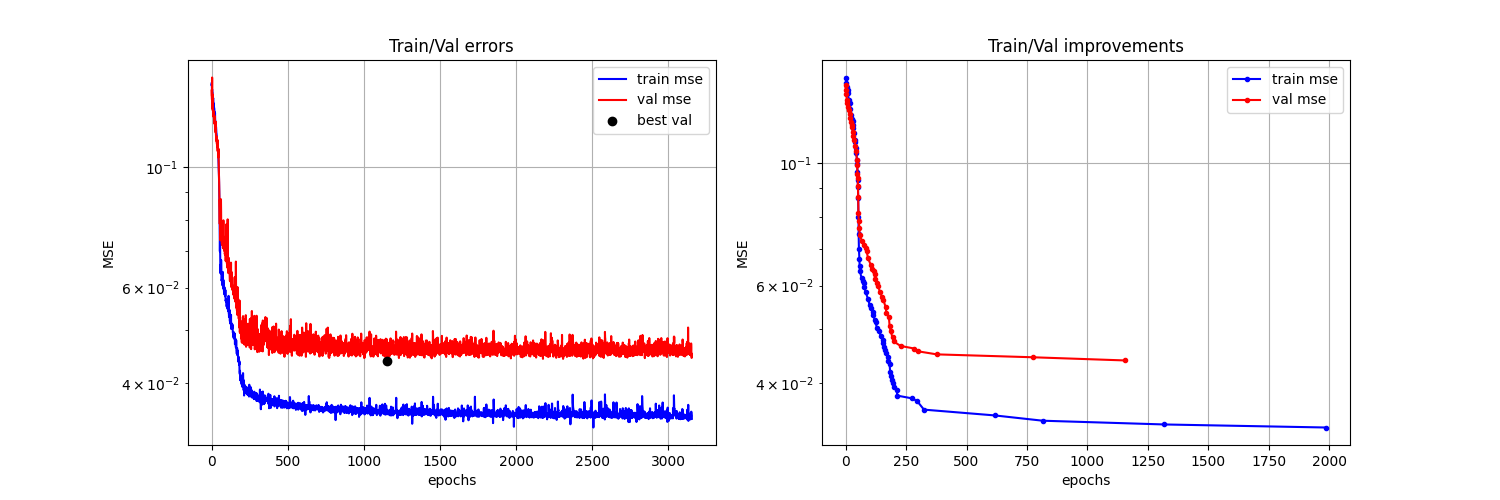 Train/Val errors
train mse
val mse
best val
MSE
10⁻¹
6 × 10⁻²
4 × 10⁻²
0 500 1000 1500 2000 2500 3000
epochs
Train/Val improvements
train mse
val mse
MSE
10⁻¹
6 × 10⁻²
4 × 10⁻²
0 250 500 750 1000 1250 1500 1750 2000
epochs